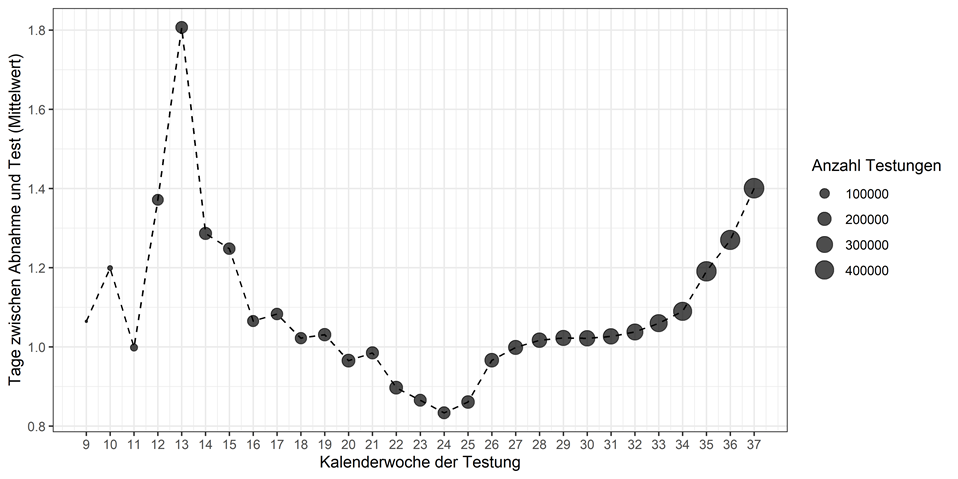 Tage zwischen Abnahme und Test (Mittelwert)
1.8
1.6
1.4
1.2
1.0
0.8
9 10 11 12 13 14 15 16 17 18 19 20 21 22 23 24 25 26 27 28 29 30 31 32 33 34 35 36 37
Kalenderwoche der Testung
Anzahl Testungen
100000
200000
300000
400000